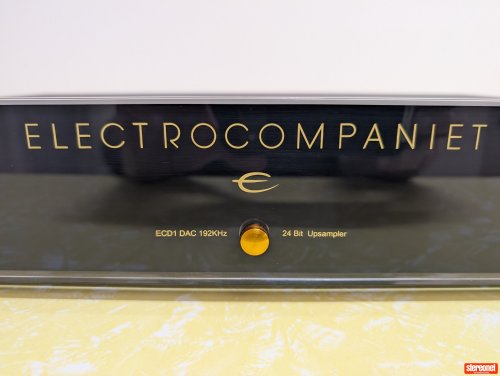 ELECTROCOMPANIET
ECD1 DAC 192KHz
24 Bit Upsampler
stereonet